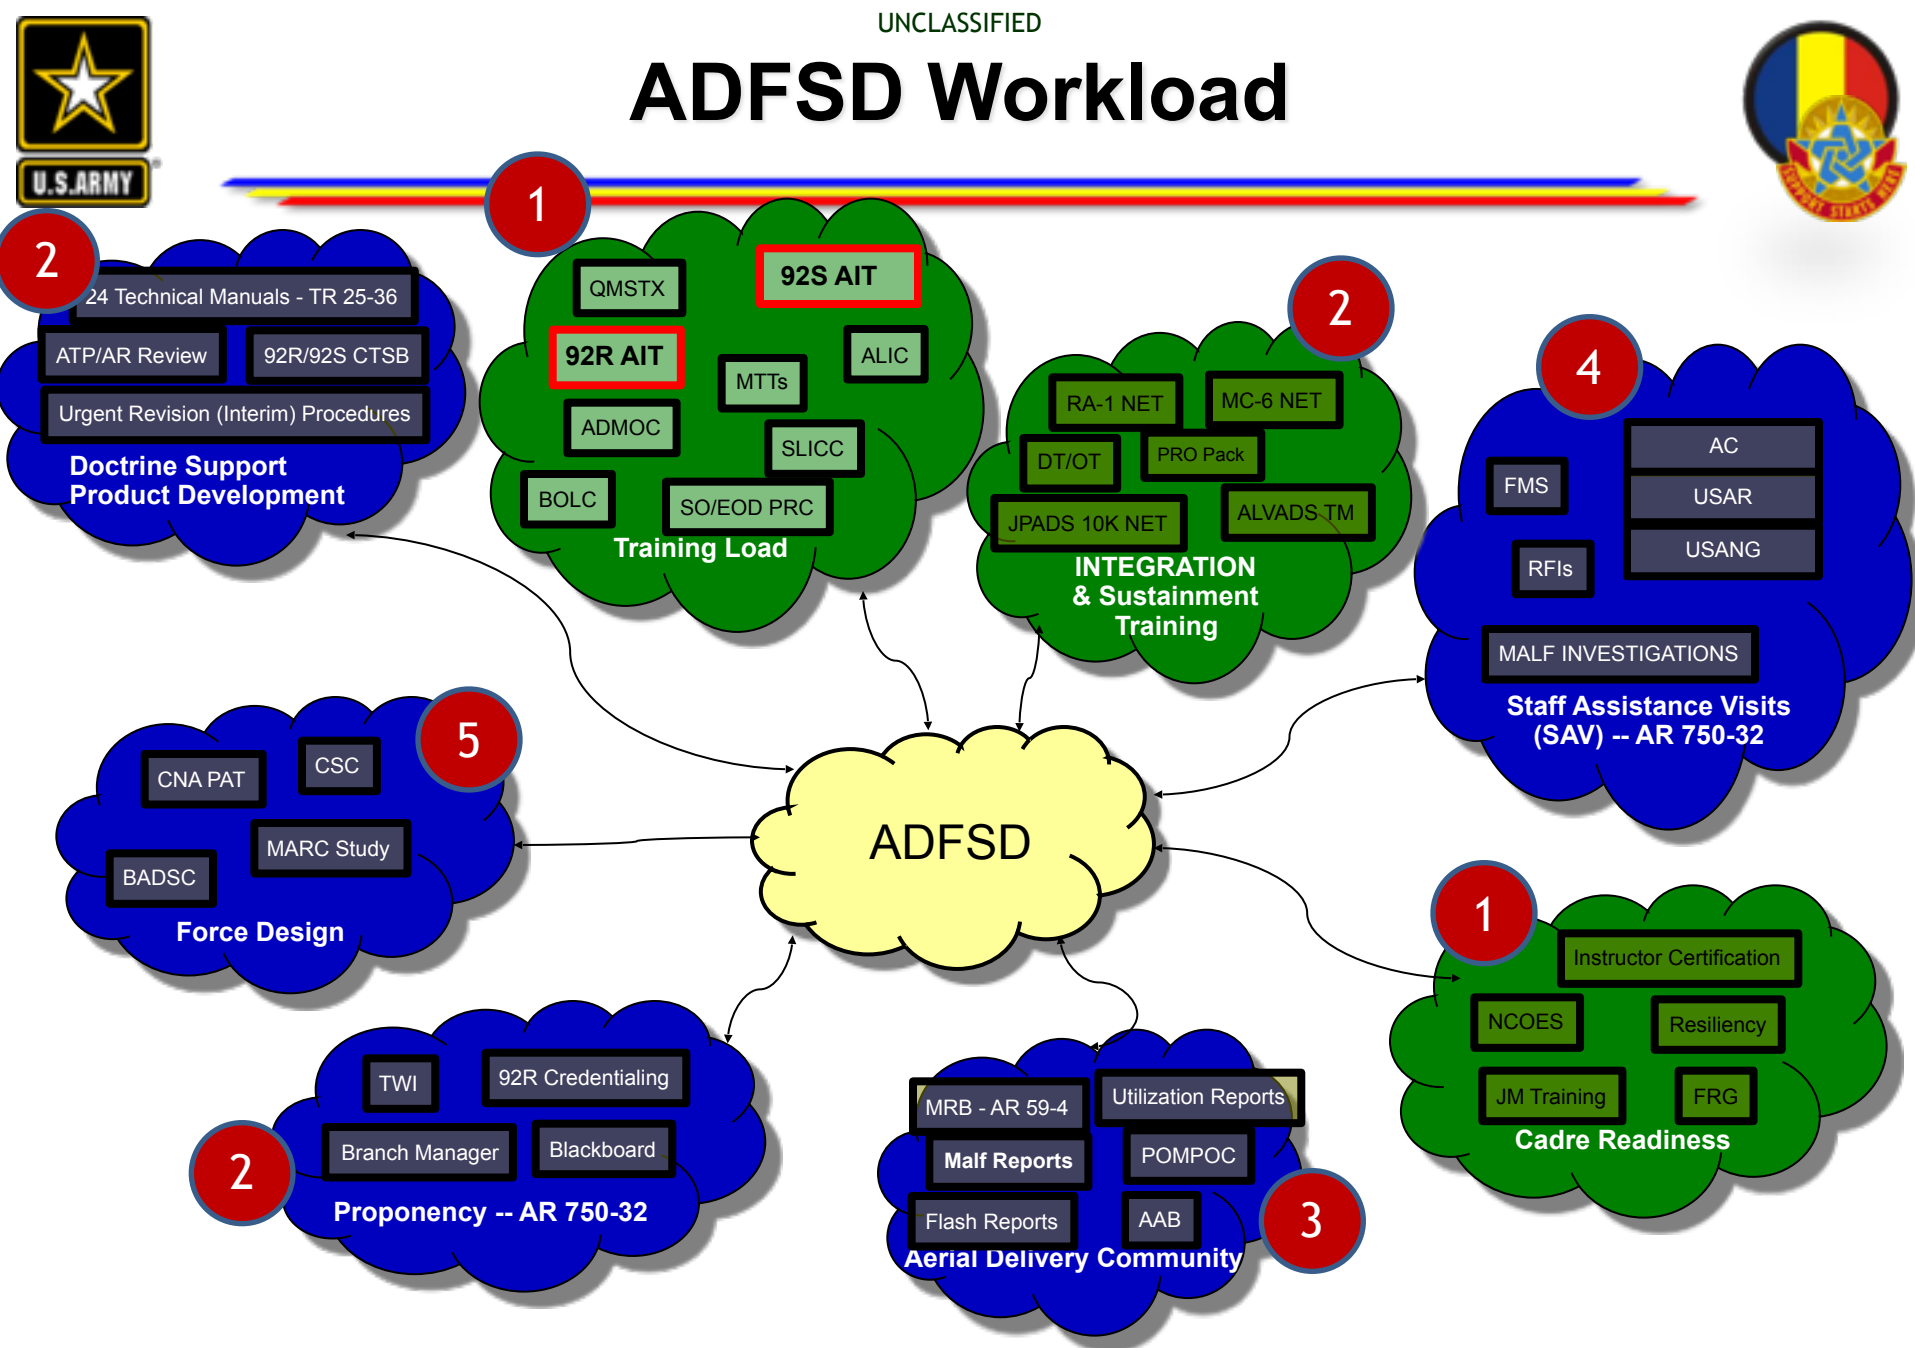 UNCLASSIFIED
ADFSD Workload
U.S.ARMY
SUPPORT STARTS HERE
2
24 Technical Manuals - TR 25-36
ATP/AR Review
92R/92S CTSB
Urgent Revision (Interim) Procedures
Doctrine Support
Product Development
1
QMSTX
92S AIT
92R AIT
MTTs
ALIC
ADMOC
SLICC
BOLC
SO/EOD PRC
Training Load
2
RA-1 NET
MC-6 NET
DT/OT
PRO Pack
JPADS 10K NET
ALVADS TM
INTEGRATION
& Sustainment
Training
4
FMS
AC
USAR
USANG
RFIs
MALF INVESTIGATIONS
Staff Assistance Visits
(SAV) -- AR 750-32
5
CNA PAT
CSC
MARC Study
BADSC
Force Design
ADFSD
1
Instructor Certification
NCOES
Resiliency
JM Training
FRG
Cadre Readiness
2
TWI
92R Credentialing
Branch Manager
Blackboard
Proponency -- AR 750-32
3
MRB - AR 59-4
Utilization Reports
Malf Reports
POMPOC
Flash Reports
AAB
Aerial Delivery Community